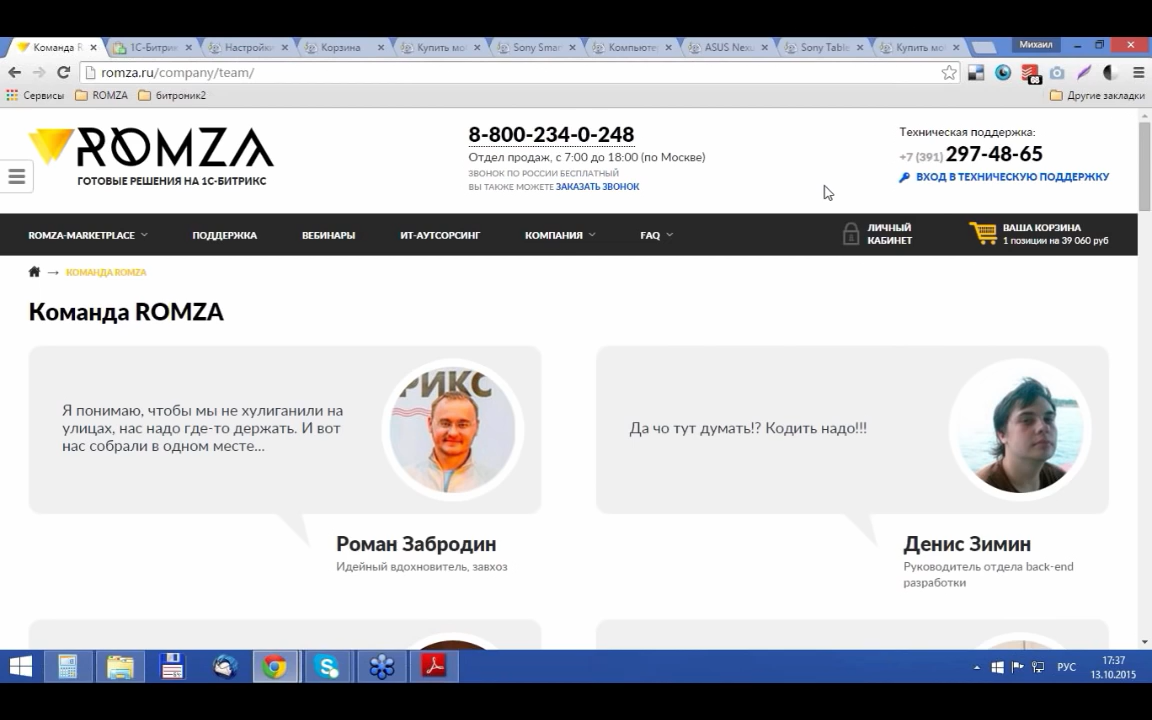 Команда R
1С-Битри
Настройк
Корзина
Купить мо
Sony Smar
Компьюте
ASUS Nexu
Sony Table
Купить мо
Михаил
romza.ru/company/team/
Сервисы
ROMZA
битроник2
Другие закладки
ROMZA
ГОТОВЫЕ РЕШЕНИЯ НА 1С-БИТРИКС
8-800-234-0-248
Отдел продаж, с 7:00 до 18:00 (по Москве)
ЗВОНОК ПО РОССИИ БЕСПЛАТНЫЙ
ВЫ ТАКЖЕ МОЖЕТЕ ЗАКАЗАТЬ ЗВОНОК
Техническая поддержка:
+7 (391) 297-48-65
ВХОД В ТЕХНИЧЕСКУЮ ПОДДЕРЖКУ
ROMZA-MARKETPLACE
ПОДДЕРЖКА
ВЕБИНАРЫ
ИТ-АУТСОРСИНГ
КОМПАНИЯ
FAQ
ЛИЧНЫЙ
КАБИНЕТ
ВАША КОРЗИНА
1 позиции на 39 060 руб
→ КОМАНДА ROMZA
Команда ROMZA
Я понимаю, чтобы мы не хулиганили на
улицах, нас надо где-то держать. И вот
нас собрали в одном месте...
РИКС
Роман Забродин
Идейный вдохновитель, завхоз
Да чо тут думать!? Кодить надо!!!
Денис Зимин
Руководитель отдела back-end
разработки
РУС
17:37
13.10.2015